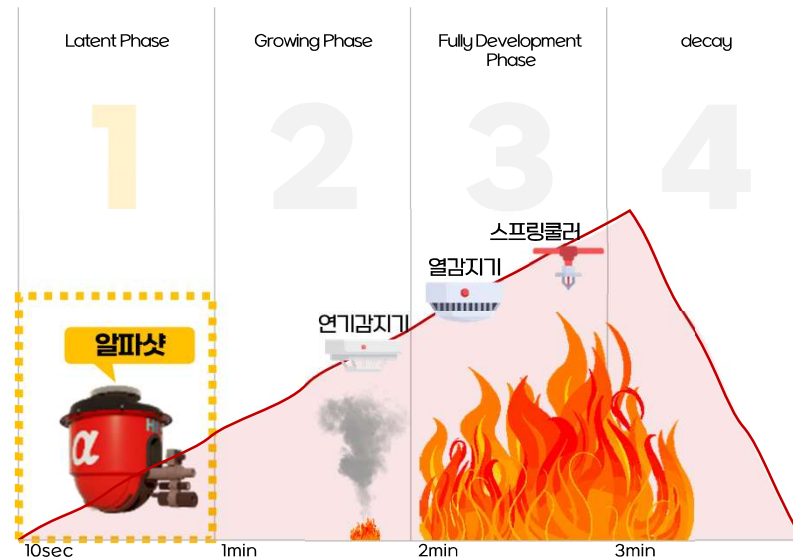 Latent Phase
Growing Phase
Fully Development
Phase
decay
1
2
3
4
스프링쿨러
열감지기
연기감지기
알파샷
α
10sec
1min
2min
3min